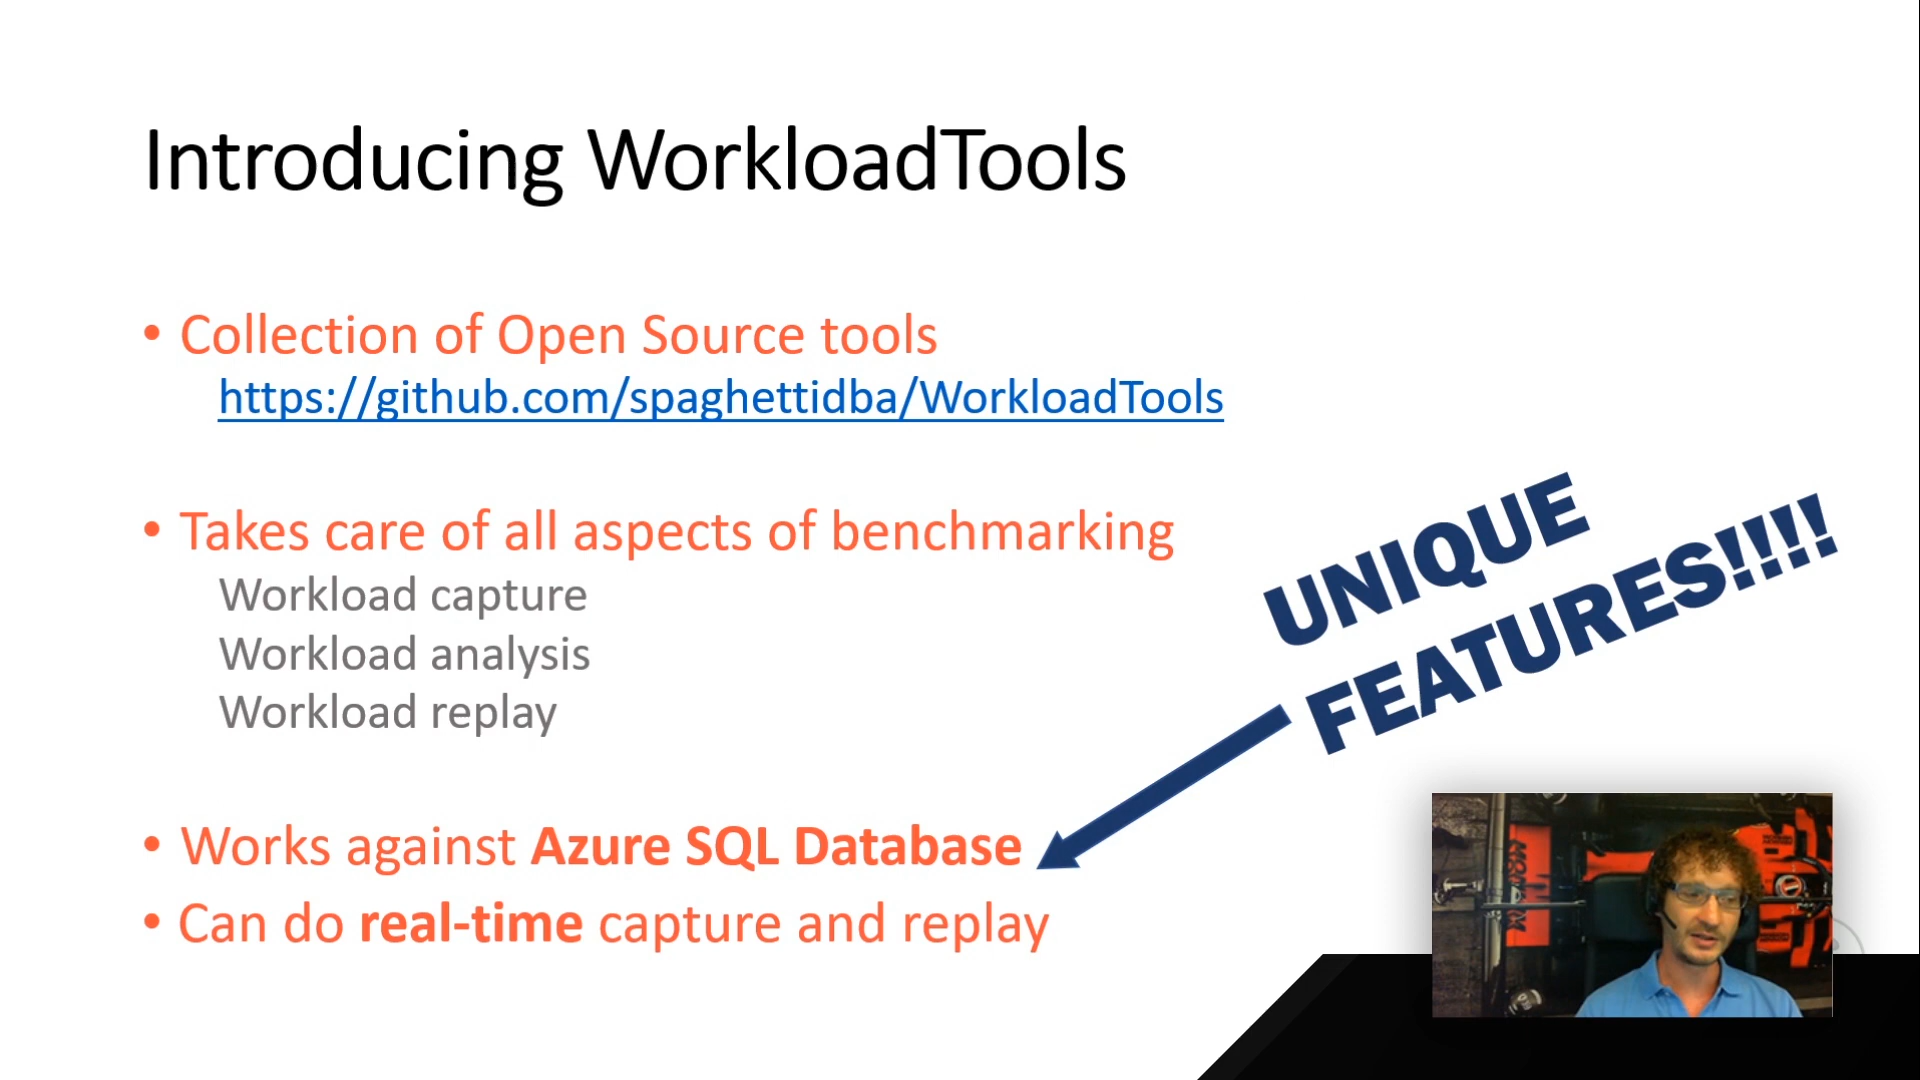 Introducing WorkloadTools
• Collection of Open Source tools
https://github.com/spaghettidba/WorkloadTools
• Takes care of all aspects of benchmarking
Workload capture
Workload analysis
Workload replay
UNIQUE
FEATURES!!!!
• Works against Azure SQL Database
• Can do real-time capture and replay